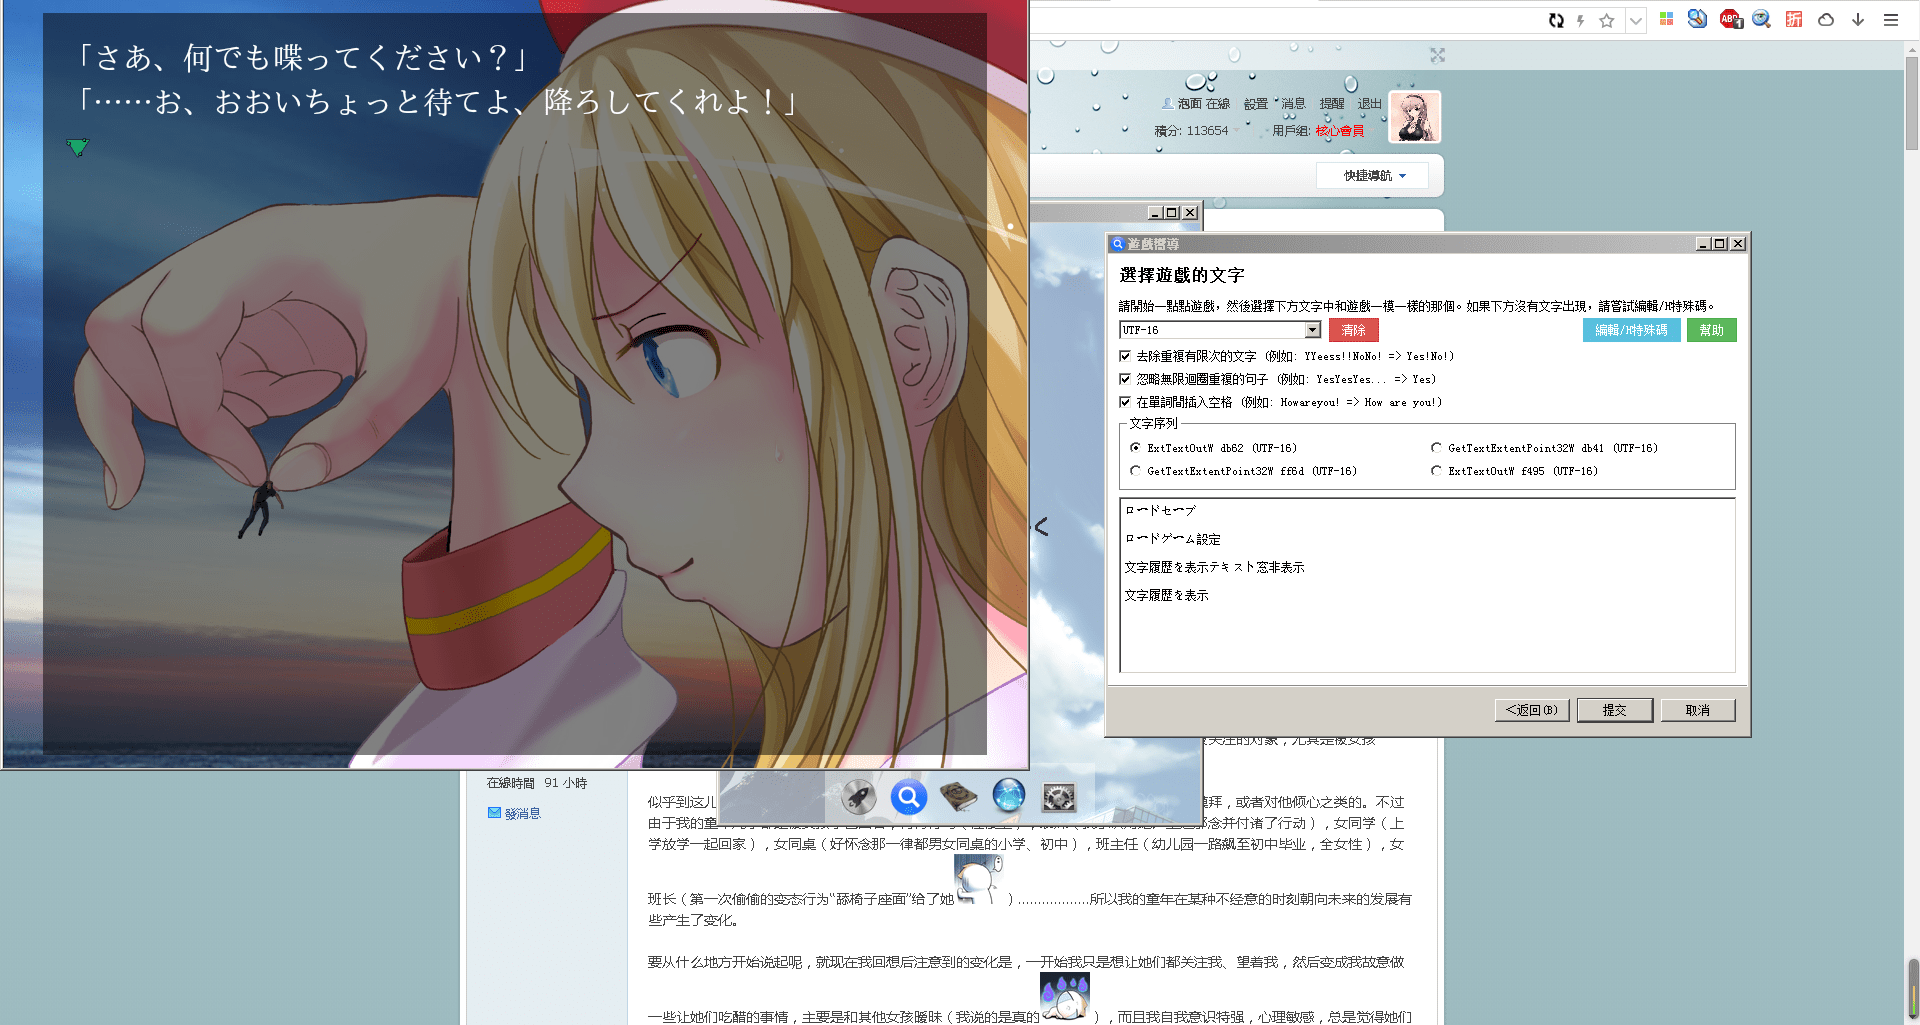 「さあ、何でも喋ってください？」
「……お、おおいちょっと待てよ、降ろしてくれよ！」
ABP
1
折
泡面 在線 設置 消息 提醒 退出
積分: 113654
用戶組: 核心會員
快捷導航
遊戲嚮導
選擇遊戲的文字
請開始一點點遊戲，然後選擇下方文字中和遊戲一模一樣的那個。如果下方沒有文字出現，請嘗試編輯/H特殊碼。
UTF-16
清除
編輯/H特殊碼
幫助
去除重複有限次的文字 (例如: YYeess!!NoNo! => Yes!No!)
忽略無限迴圈重複的句子 (例如: YesYesYes... => Yes)
在單詞間插入空格 (例如: Howareyou! => How are you!)
文字序列
ExtTextOutW db62 (UTF-16)
GetTextExtentPoint32W db41 (UTF-16)
GetTextExtentPoint32W ff6d (UTF-16)
ExtTextOutW f495 (UTF-16)
ロードセーブ
ロードゲーム設定
文字履歴を表示テキスト窓非表示
文字履歴を表示
<返回(B)
提交
取消
在線時間 91 小時
發消息
似乎到这儿
拜，或者对他倾心之类的。不过
由于我的童年
念并付诸了行动），女同学（上
学放学一起回家），女同桌（好怀念那一律都男女同桌的小学、初中），班主任（幼儿园一路飙至初中毕业，全女性），女
班长（第一次偷偷的变态行为“舔椅子座面”给了她 ）………………所以我的童年在某种不经意的时刻朝向未来的发展有
些产生了变化。
要从什么地方开始说起呢，就现在我回想后注意到的变化是，一开始我只是想让她们都关注我、望着我，然后变成我故意做
一些让她们吃醋的事情，主要是和其他女孩暧昧（我说的是真的 ），而且我自我意识特强，心理敏感，总是觉得她们